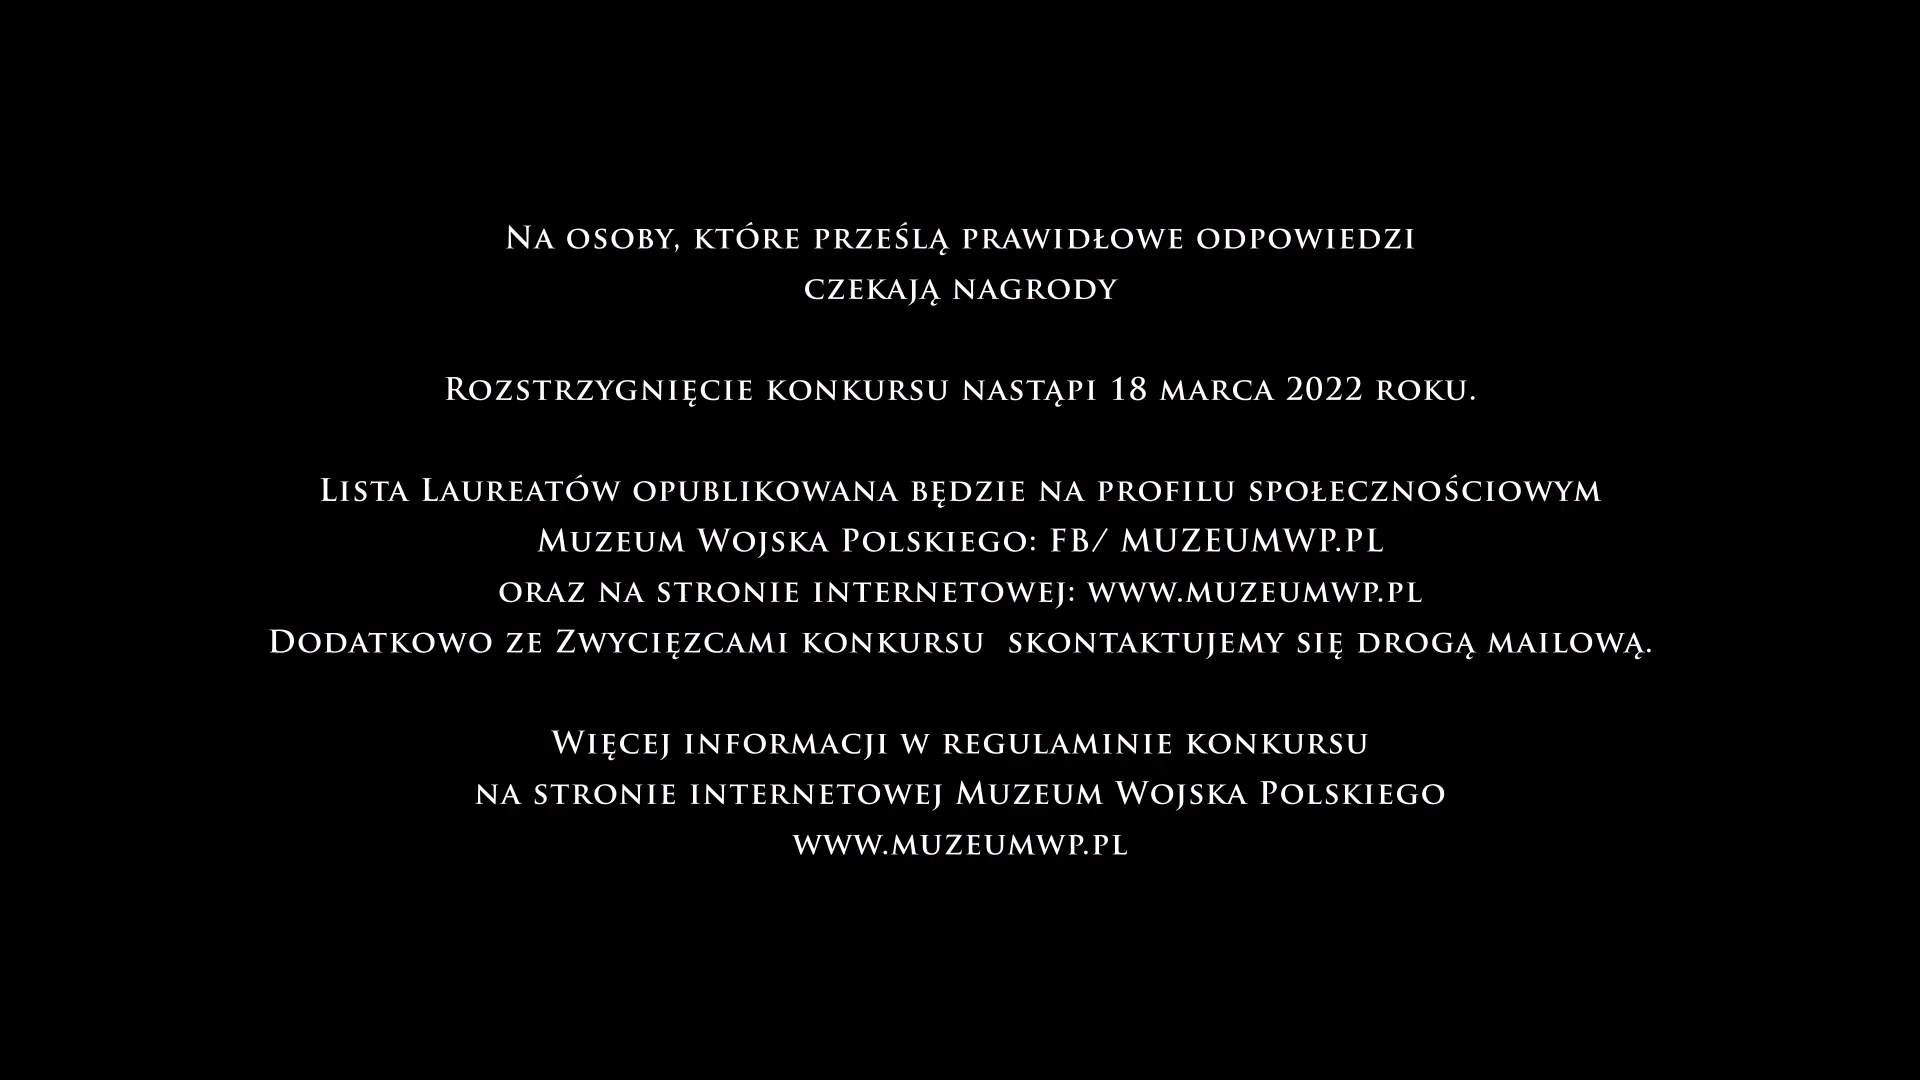 Na osoby, które prześlą prawidłowe odpowiedzi
czekają nagrody
Rozstrzygnięcie konkursu nastąpi 18 marca 2022 roku.
Lista Laureatów opublikowana będzie na profilu społecznościowym
Muzeum Wojska Polskiego: FB/ MUZEUMWP.PL
oraz na stronie internetowej: www.muzeumwp.pl
Dodatkowo ze Zwycięzcami konkursu  skontaktujemy się drogą mailową.
Więcej informacji w regulaminie konkursu
na stronie internetowej Muzeum Wojska Polskiego
www.muzeumwp.pl